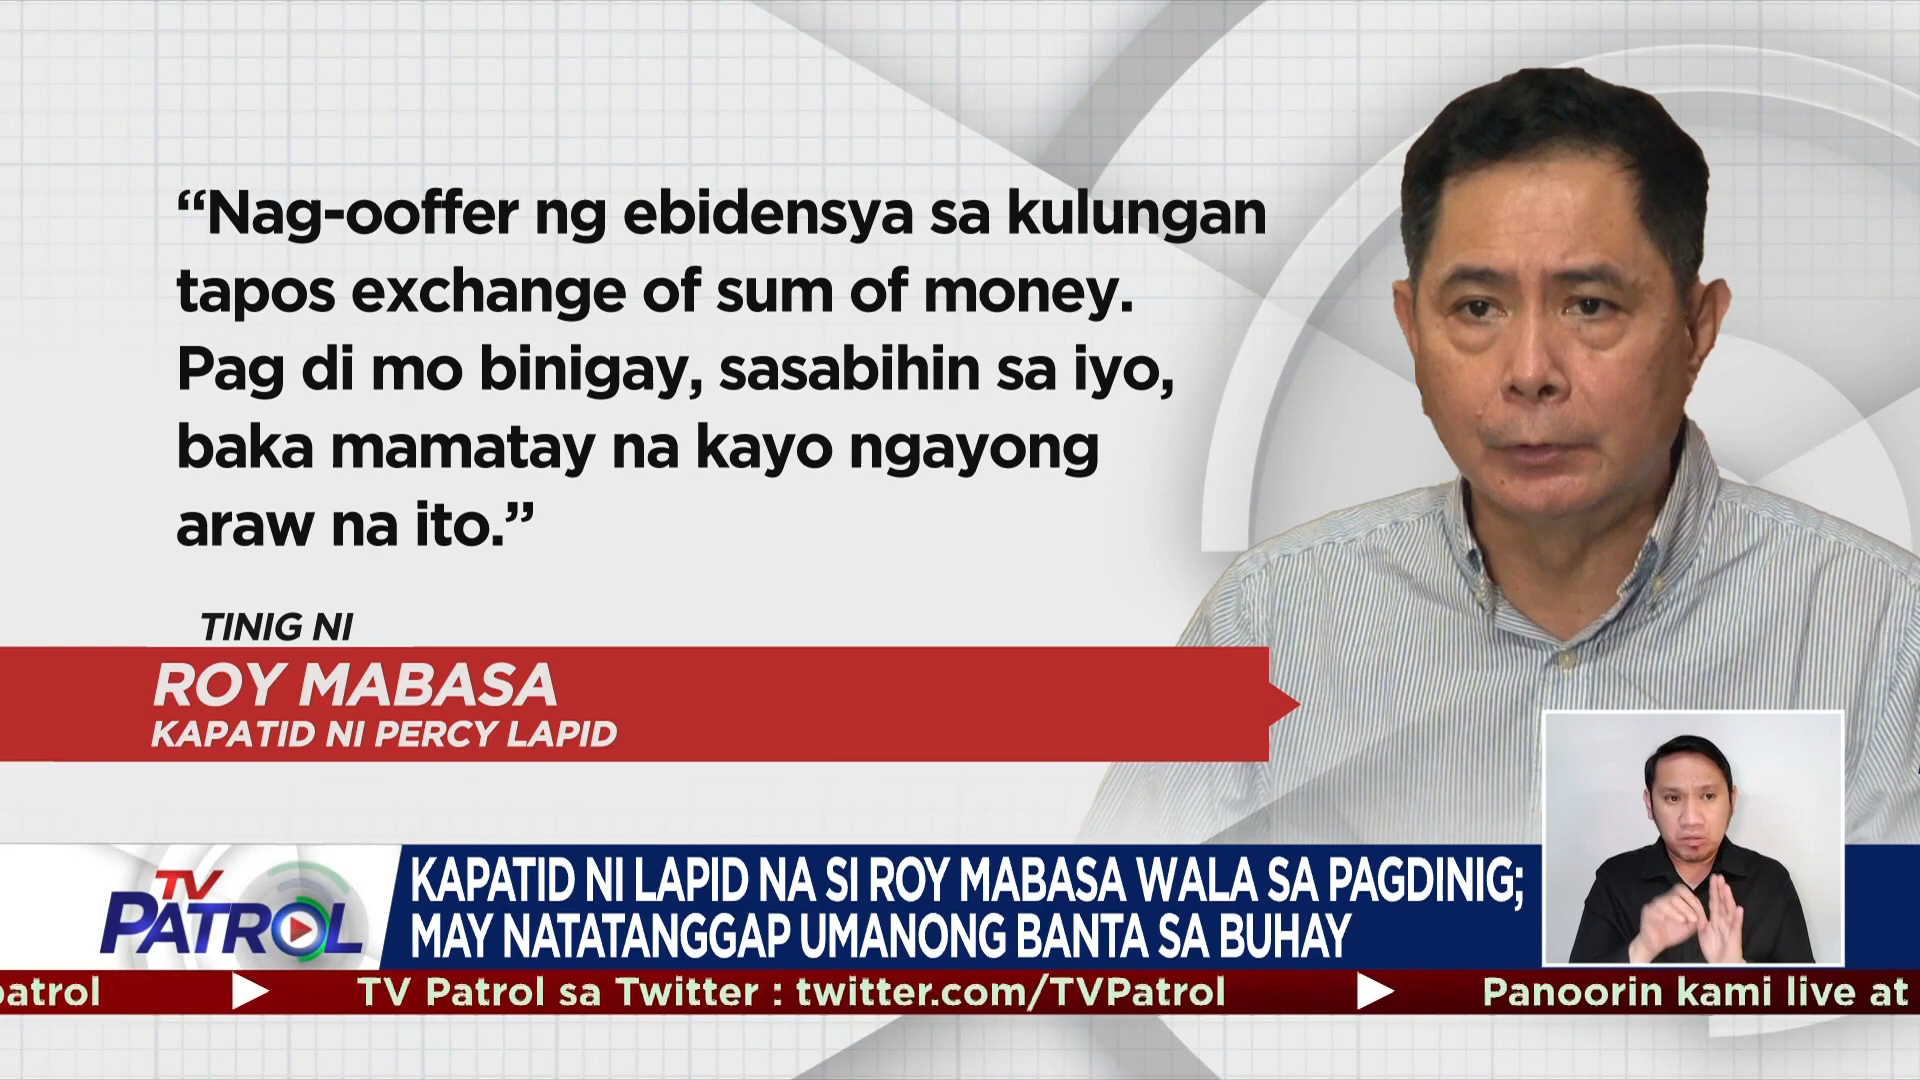 “Nag-ooffer ng ebidensya sa kulungan
tapos exchange of sum of money.
Pag di mo binigay, sasabihin sa iyo,
baka mamatay na kayo ngayong
araw na ito.”
TINIG NI
ROY MABASA
KAPATID NI PERCY LAPID
TV
PATROL
KAPATID NI LAPID NA SI ROY MABASA WALA SA PAGDINIG;
MAY NATATANGGAP UMANONG BANTA SA BUHAY
patrol TV Patrol sa Twitter : twitter.com/TVPatrol Panoorin kami live at